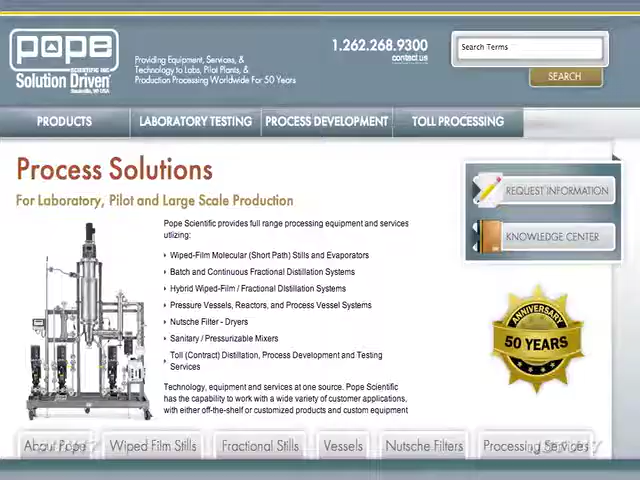 POPE
SCIENTIFIC INC
Solution Driven
Saukville, WI USA
Providing Equipment, Services, &
Technology to Labs, Pilot Plants, &
Production Processing Worldwide For 50 Years
1.262.268.9300
contact us
Search Terms
SEARCH
PRODUCTS
LABORATORY TESTING
PROCESS DEVELOPMENT
TOLL PROCESSING
Process Solutions
For Laboratory, Pilot and Large Scale Production
Pope Scientific provides full range processing equipment and services
utlizing:
Wiped-Film Molecular (Short Path) Stills and Evaporators
Batch and Continuous Fractional Distillation Systems
Hybrid Wiped-Film / Fractional DIstillation Systems
Pressure Vessels, Reactors, and Process Vessel Systems
Nutsche Filter - Dryers
Sanitary / Pressurizable Mixers
Toll (Contract) Distillation, Process Development and Testing
Services
Technology, equipment and services at one source. Pope Scientific
has the capability to work with a wide variety of customer applications,
with either off-the-shelf or customized products and custom equipment
REQUEST INFORMATION
KNOWLEDGE CENTER
ANNIVERSARY
50 YEARS
About Pope
Wiped Film Stills
Fractional Stills
Vessels
Nutsche Filters
Processing Services